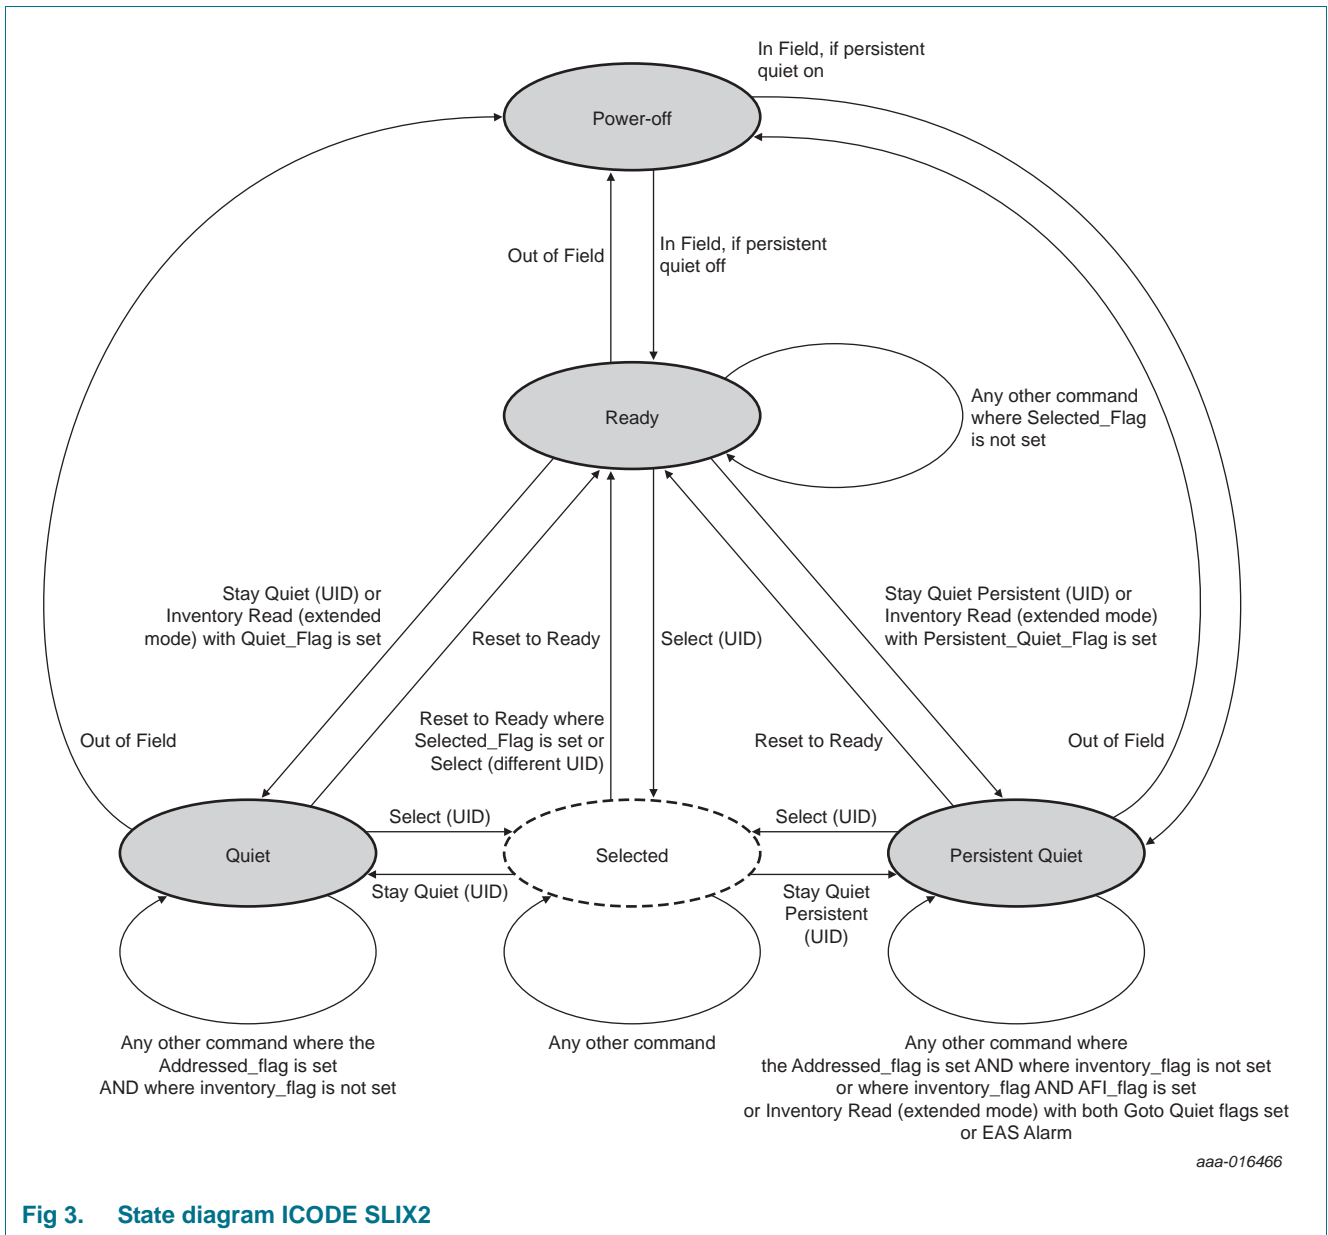 In Field, if persistent
quiet on
Power-off
Out of Field
In Field, if persistent
quiet off
Ready
Any other command
where Selected_Flag
is not set
Stay Quiet (UID) or
Inventory Read (extended
mode) with Quiet_Flag is set
Reset to Ready
Select (UID)
Stay Quiet Persistent (UID) or
Inventory Read (extended mode)
with Persistent_Quiet_Flag is set
Out of Field
Reset to Ready where
Selected_Flag is set or
Select (different UID)
Reset to Ready
Out of Field
Quiet
Select (UID)
Stay Quiet (UID)
Selected
Select (UID)
Stay Quiet
Persistent
(UID)
Persistent Quiet
Any other command where the
Addressed_flag is set
AND where inventory_flag is not set
Any other command
Any other command where
the Addressed_flag is set AND where inventory_flag is not set
or where inventory_flag AND AFI_flag is set
or Inventory Read (extended mode) with both Goto Quiet flags set
or EAS Alarm
aaa-016466
Fig 3. State diagram ICODE SLIX2